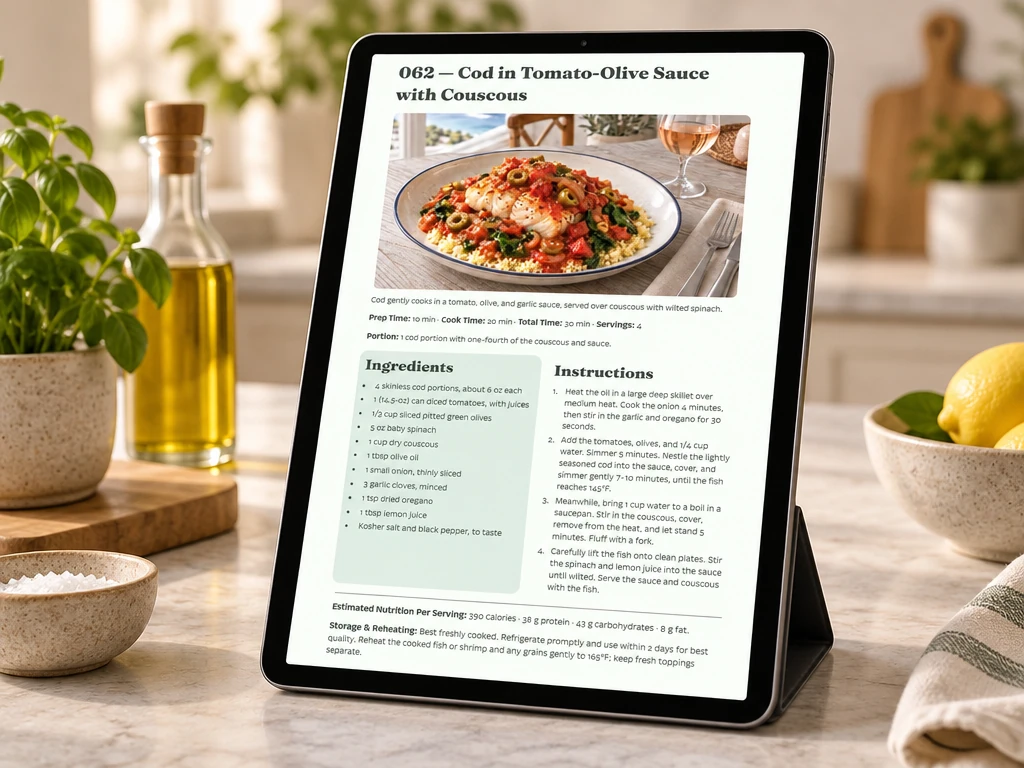 062 — Cod in Tomato-Olive Sauce
with Couscous
Cod gently cooks in a tomato, olive, and garlic sauce, served over couscous with wilted spinach.
Prep Time: 10 min · Cook Time: 20 min · Total Time: 30 min · Servings: 4
Portion: 1 cod portion with one-fourth of the couscous and sauce.
Ingredients
• 4 skinless cod portions, about 6 oz each
• 1 (14.5-oz) can diced tomatoes, with juices
• 1/2 cup sliced pitted green olives
• 5 oz baby spinach
• 1 cup dry couscous
• 1 tbsp olive oil
• 1 small onion, thinly sliced
• 3 garlic cloves, minced
• 1 tsp dried oregano
• 1 tbsp lemon juice
• Kosher salt and black pepper, to taste
Instructions
1. Heat the oil in a large deep skillet over
medium heat. Cook the onion 4 minutes,
then stir in the garlic and oregano for 30
seconds.
2. Add the tomatoes, olives, and 1/4 cup
water. Simmer 5 minutes. Nestle the lightly
seasoned cod into the sauce, cover, and
simmer gently 7-10 minutes, until the fish
reaches 145°F.
3. Meanwhile, bring 1 cup water to a boil in a
saucepan. Stir in the couscous, cover,
remove from the heat, and let stand 5
minutes. Fluff with a fork.
4. Carefully lift the fish onto clean plates. Stir
the spinach and lemon juice into the sauce
until wilted. Serve the sauce and couscous
with the fish.
Estimated Nutrition Per Serving: 390 calories · 38 g protein · 43 g carbohydrates · 8 g fat.
Storage & Reheating: Best freshly cooked. Refrigerate promptly and use within 2 days for best
quality. Reheat the cooked fish or shrimp and any grains gently to 165°F; keep fresh toppings
separate.